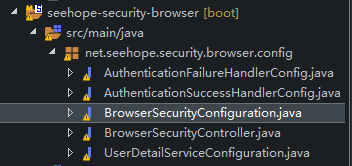 seehope-security-browser [boot]
src/main/java
net.seehope.security.browser.config
AuthenticationFailureHandlerConfig.java
AuthenticationSuccessHandlerConfig.java
BrowserSecurityConfiguration.java
BrowserSecurityController.java
UserDetailServiceConfiguration.java